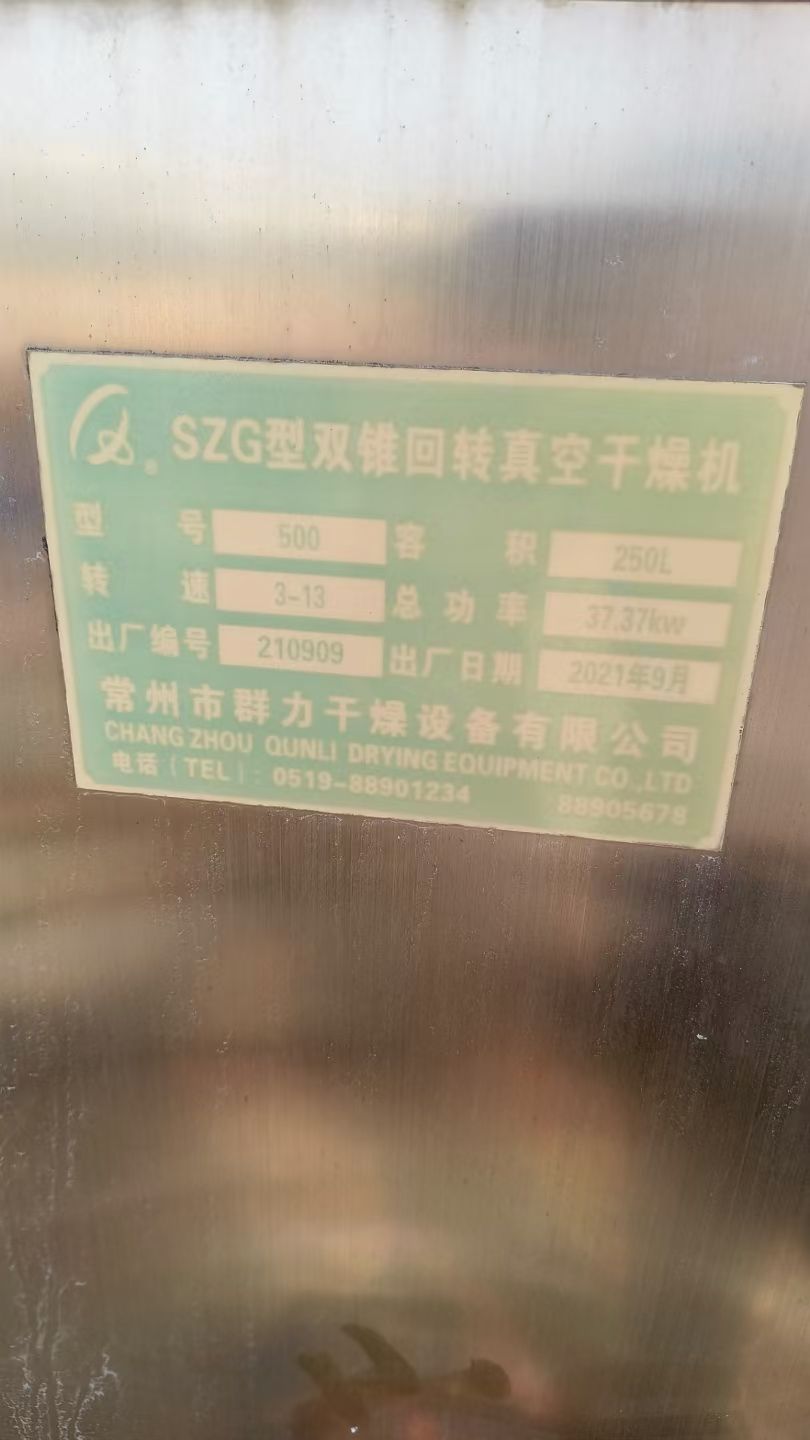 SZG型双锥回转真空干燥机
型 号 500 容 积 250L
转 速 3-13 总功率 37.37kw
出厂编号 210909 出厂日期 2021年9月
常州市群力干燥设备有限公司
CHANG ZHOU QUNLI DRYING EQUIPMENT CO.,LTD
电话(TEL): 0519-88901234 88905678